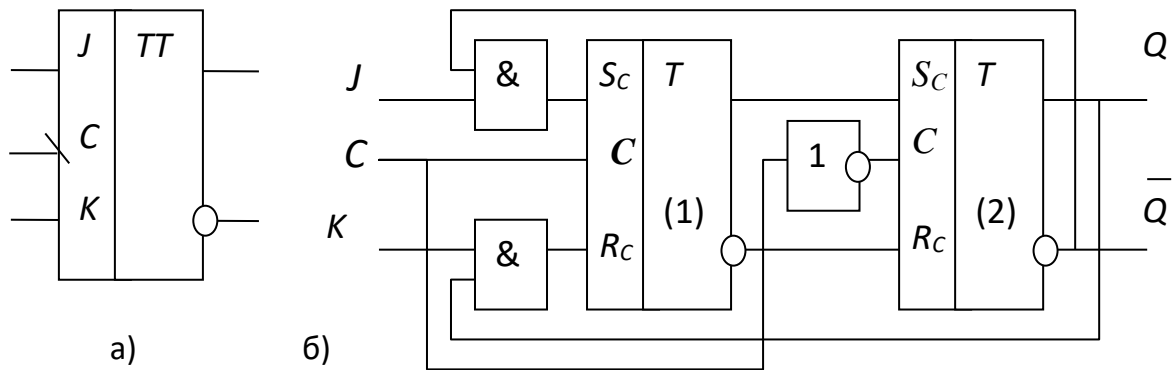 J TT
C
K
а)
J
C
K
&
&
S_C T
C
(1)
R_C
1
S_C T
C
(2)
R_C
Q
Q̅
б)